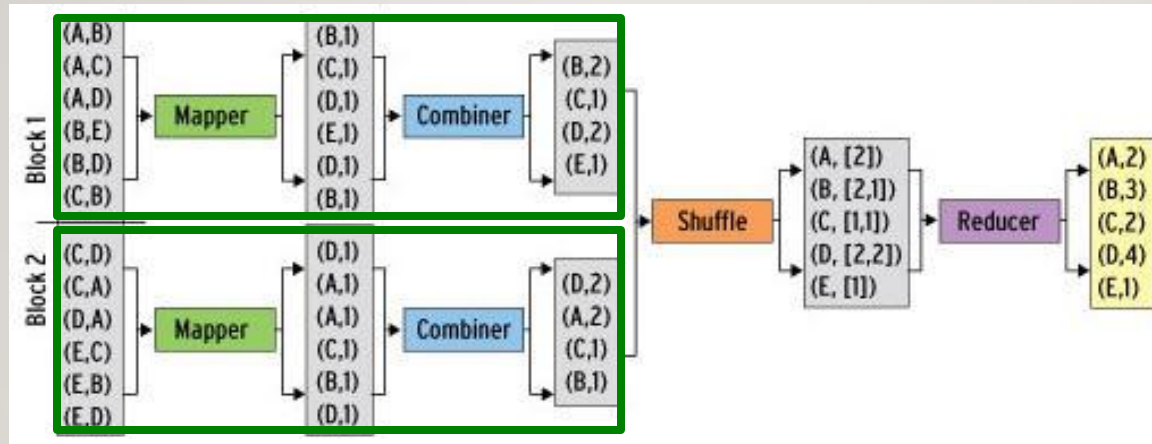 Block 1
(A,B)
(A,C)
(A,D)
(B,E)
(B,D)
(C,B)
Mapper
(B,1)
(C,1)
(D,1)
(E,1)
(D,1)
(B,1)
Combiner
(B,2)
(C,1)
(D,2)
(E,1)
Block 2
(C,D)
(C,A)
(D,A)
(E,C)
(E,B)
(E,D)
Mapper
(D,1)
(A,1)
(A,1)
(C,1)
(B,1)
(D,1)
Combiner
(D,2)
(A,2)
(C,1)
(B,1)
Shuffle
(A, [2])
(B, [2,1])
(C, [1,1])
(D, [2,2])
(E, [1])
Reducer
(A,2)
(B,3)
(C,2)
(D,4)
(E,1)